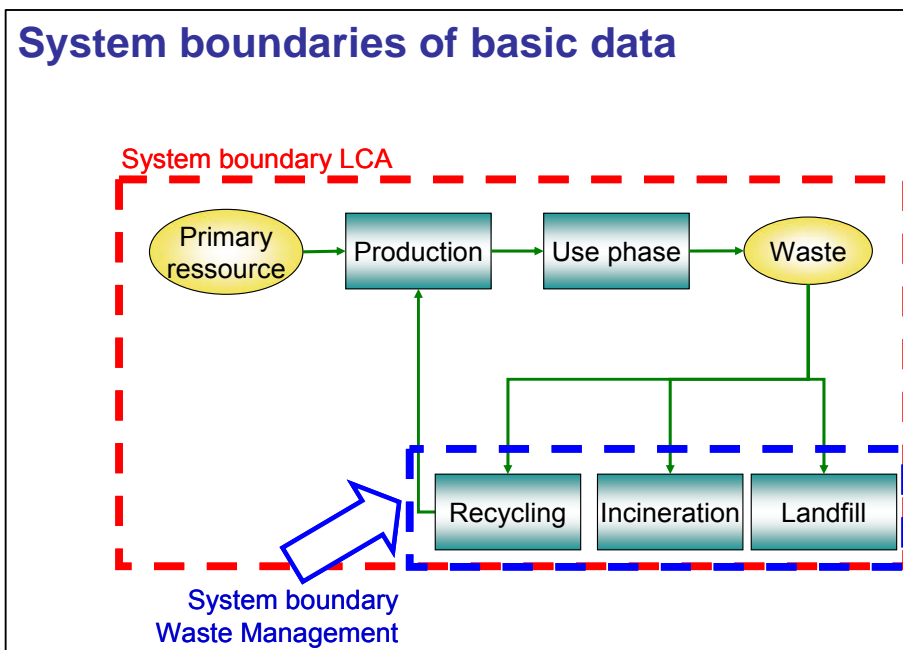 System boundaries of basic data
System boundary LCA
Primary
ressource
Production
Use phase
Waste
Recycling
Incineration
Landfill
System boundary
Waste Management